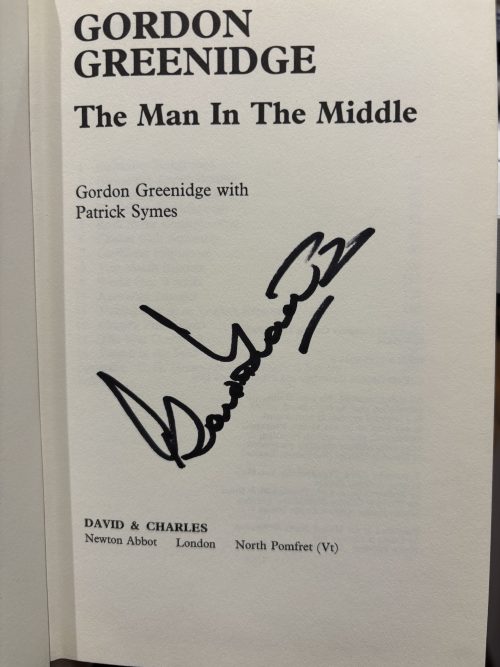 GORDON
GREENIDGE
The Man In The Middle
Gordon Greenidge with
Patrick Symes
DAVID & CHARLES
Newton Abbot London North Pomfret (Vt)